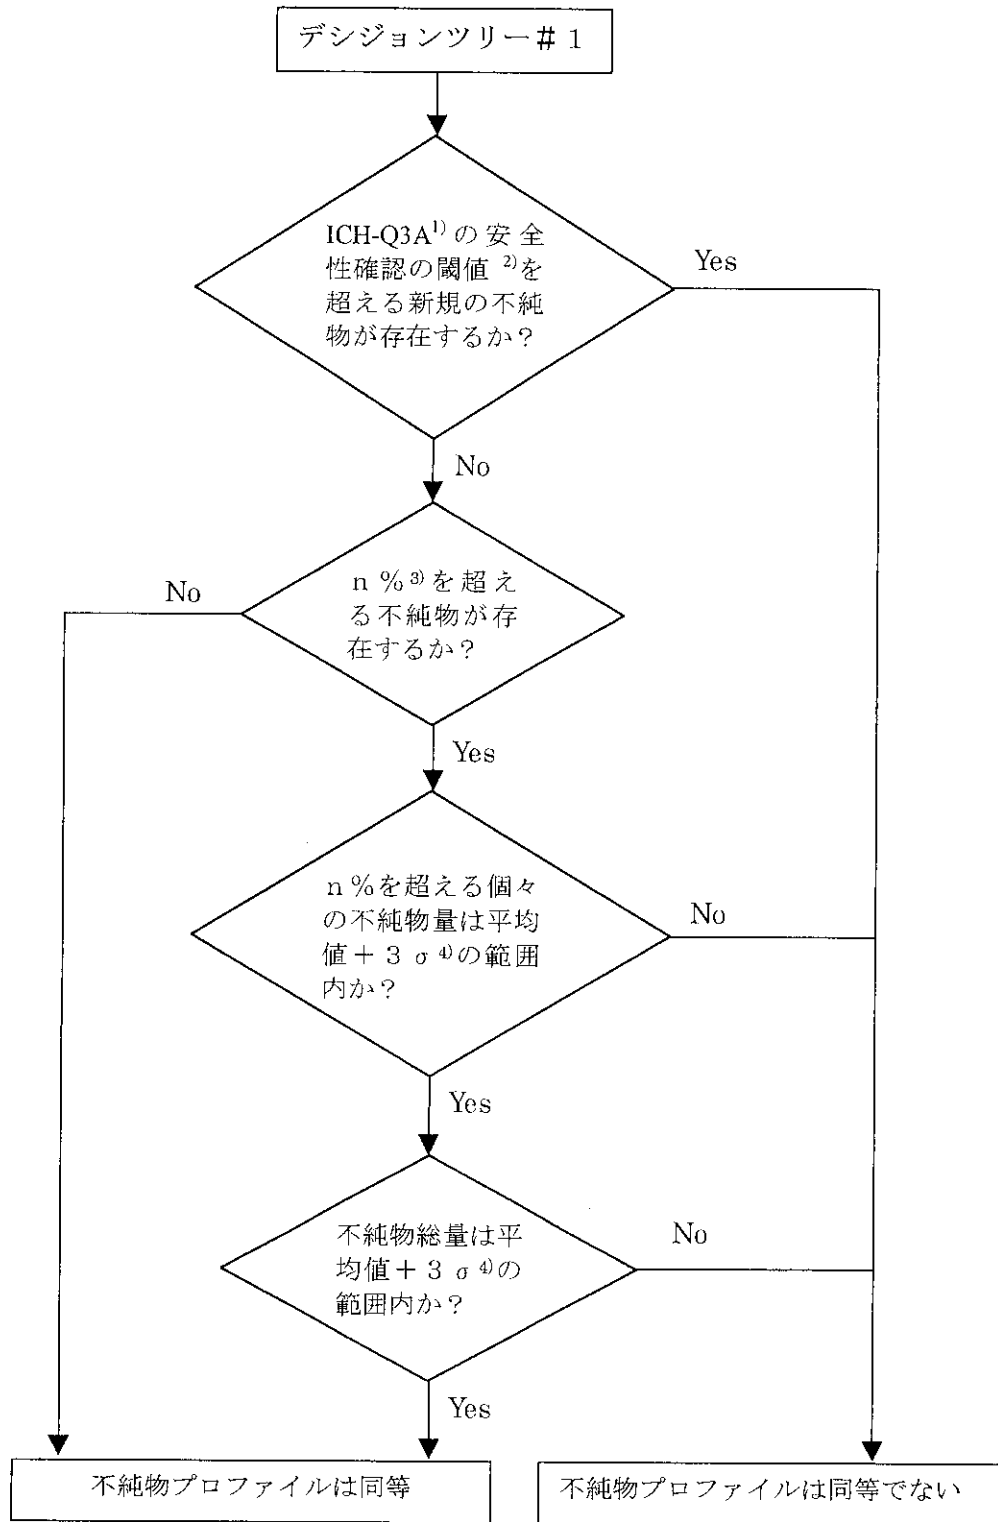 デシジョンツリー＃１
ICH-Q3A1)の安全
性確認の閾値 2)を
超える新規の不純
物が存在するか？
Yes
No
ｎ％3)を超え
る不純物が存
在するか？
No
Yes
ｎ％を超える個々
の不純物量は平均
値＋３σ4)の範囲
内か？
No
Yes
不純物総量は平
均値＋３σ4)の
範囲内か？
No
Yes
不純物プロファイルは同等
不純物プロファイルは同等でない